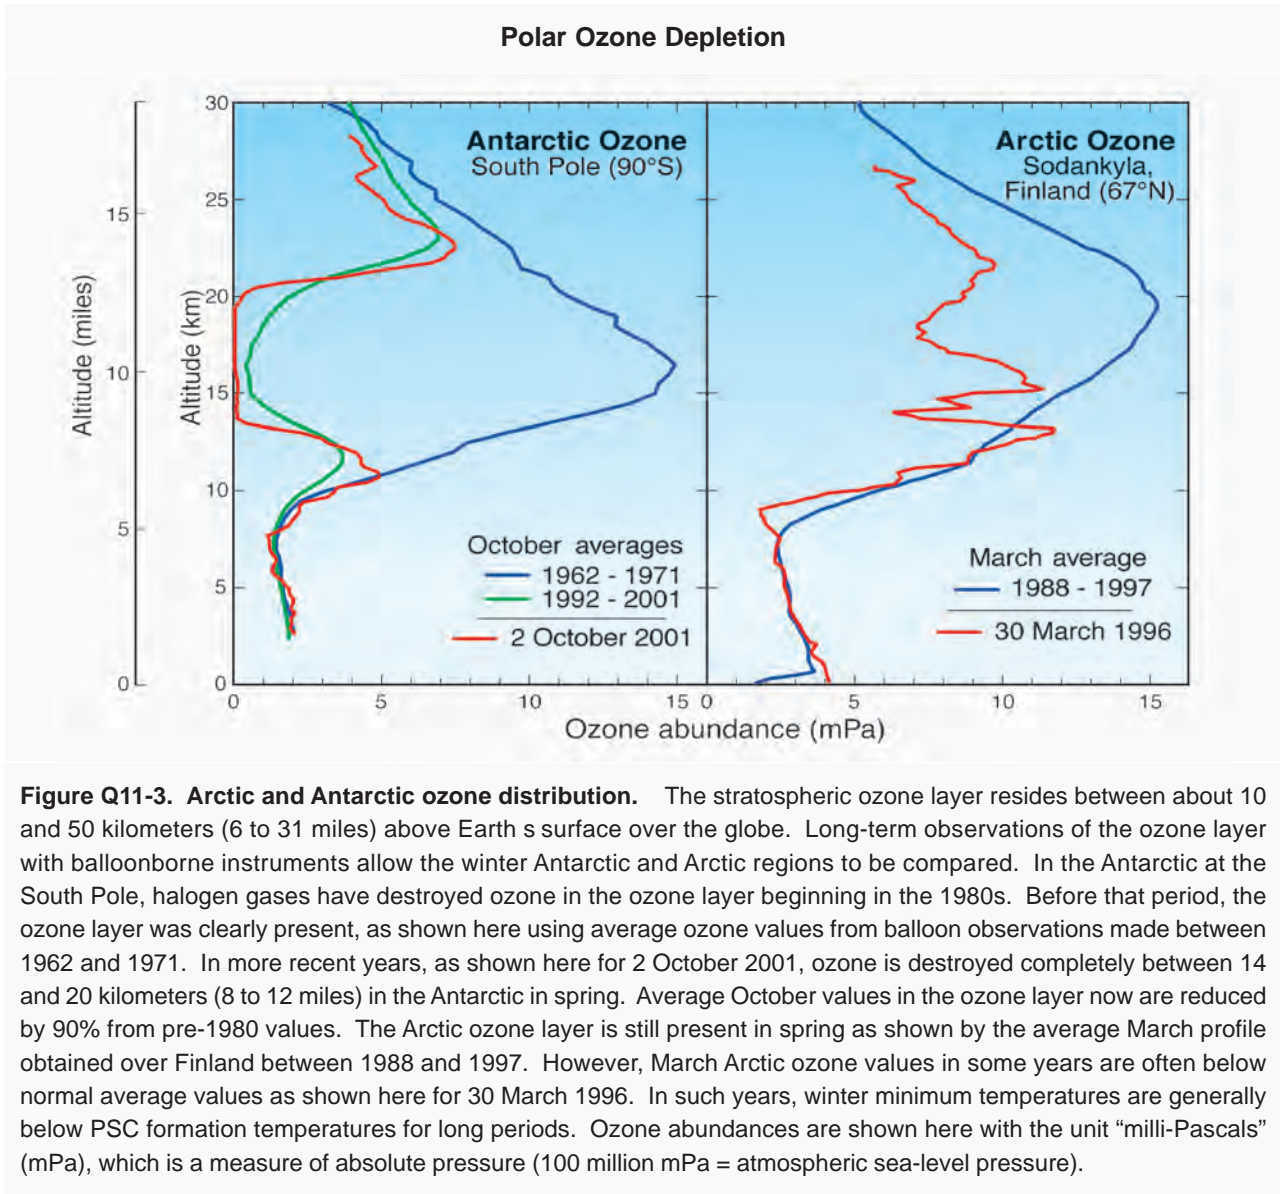 Polar Ozone Depletion
Altitude (miles)
15
10
5
0
Altitude (km)
30
25
20
15
10
5
0
Antarctic Ozone
South Pole (90°S)
October averages
1962 - 1971
1992 - 2001
2 October 2001
0 5 10 15
Arctic Ozone
Sodankyla,
Finland (67°N)
March average
1988 - 1997
30 March 1996
0 5 10 15
Ozone abundance (mPa)
Figure Q11-3. Arctic and Antarctic ozone distribution. The stratospheric ozone layer resides between about 10
and 50 kilometers (6 to 31 miles) above Earth s surface over the globe. Long-term observations of the ozone layer
with balloonborne instruments allow the winter Antarctic and Arctic regions to be compared. In the Antarctic at the
South Pole, halogen gases have destroyed ozone in the ozone layer beginning in the 1980s. Before that period, the
ozone layer was clearly present, as shown here using average ozone values from balloon observations made between
1962 and 1971. In more recent years, as shown here for 2 October 2001, ozone is destroyed completely between 14
and 20 kilometers (8 to 12 miles) in the Antarctic in spring. Average October values in the ozone layer now are reduced
by 90% from pre-1980 values. The Arctic ozone layer is still present in spring as shown by the average March profile
obtained over Finland between 1988 and 1997. However, March Arctic ozone values in some years are often below
normal average values as shown here for 30 March 1996. In such years, winter minimum temperatures are generally
below PSC formation temperatures for long periods. Ozone abundances are shown here with the unit “milli-Pascals”
(mPa), which is a measure of absolute pressure (100 million mPa = atmospheric sea-level pressure).